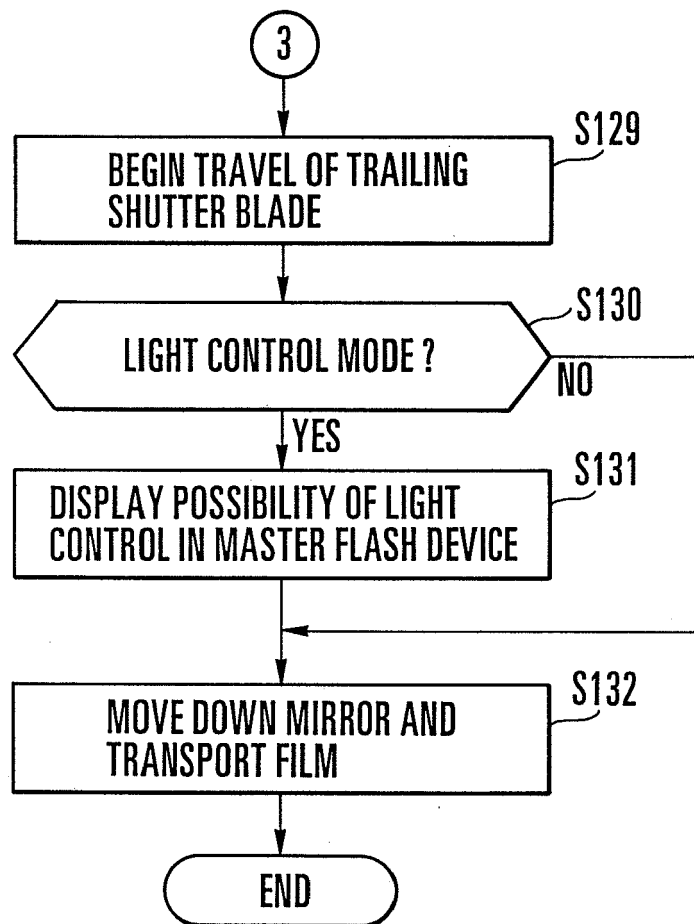 3
S129
BEGIN TRAVEL OF TRAILING
SHUTTER BLADE
S130
LIGHT CONTROL MODE ?
NO
YES
S131
DISPLAY POSSIBILITY OF LIGHT
CONTROL IN MASTER FLASH DEVICE
S132
MOVE DOWN MIRROR AND
TRANSPORT FILM
END